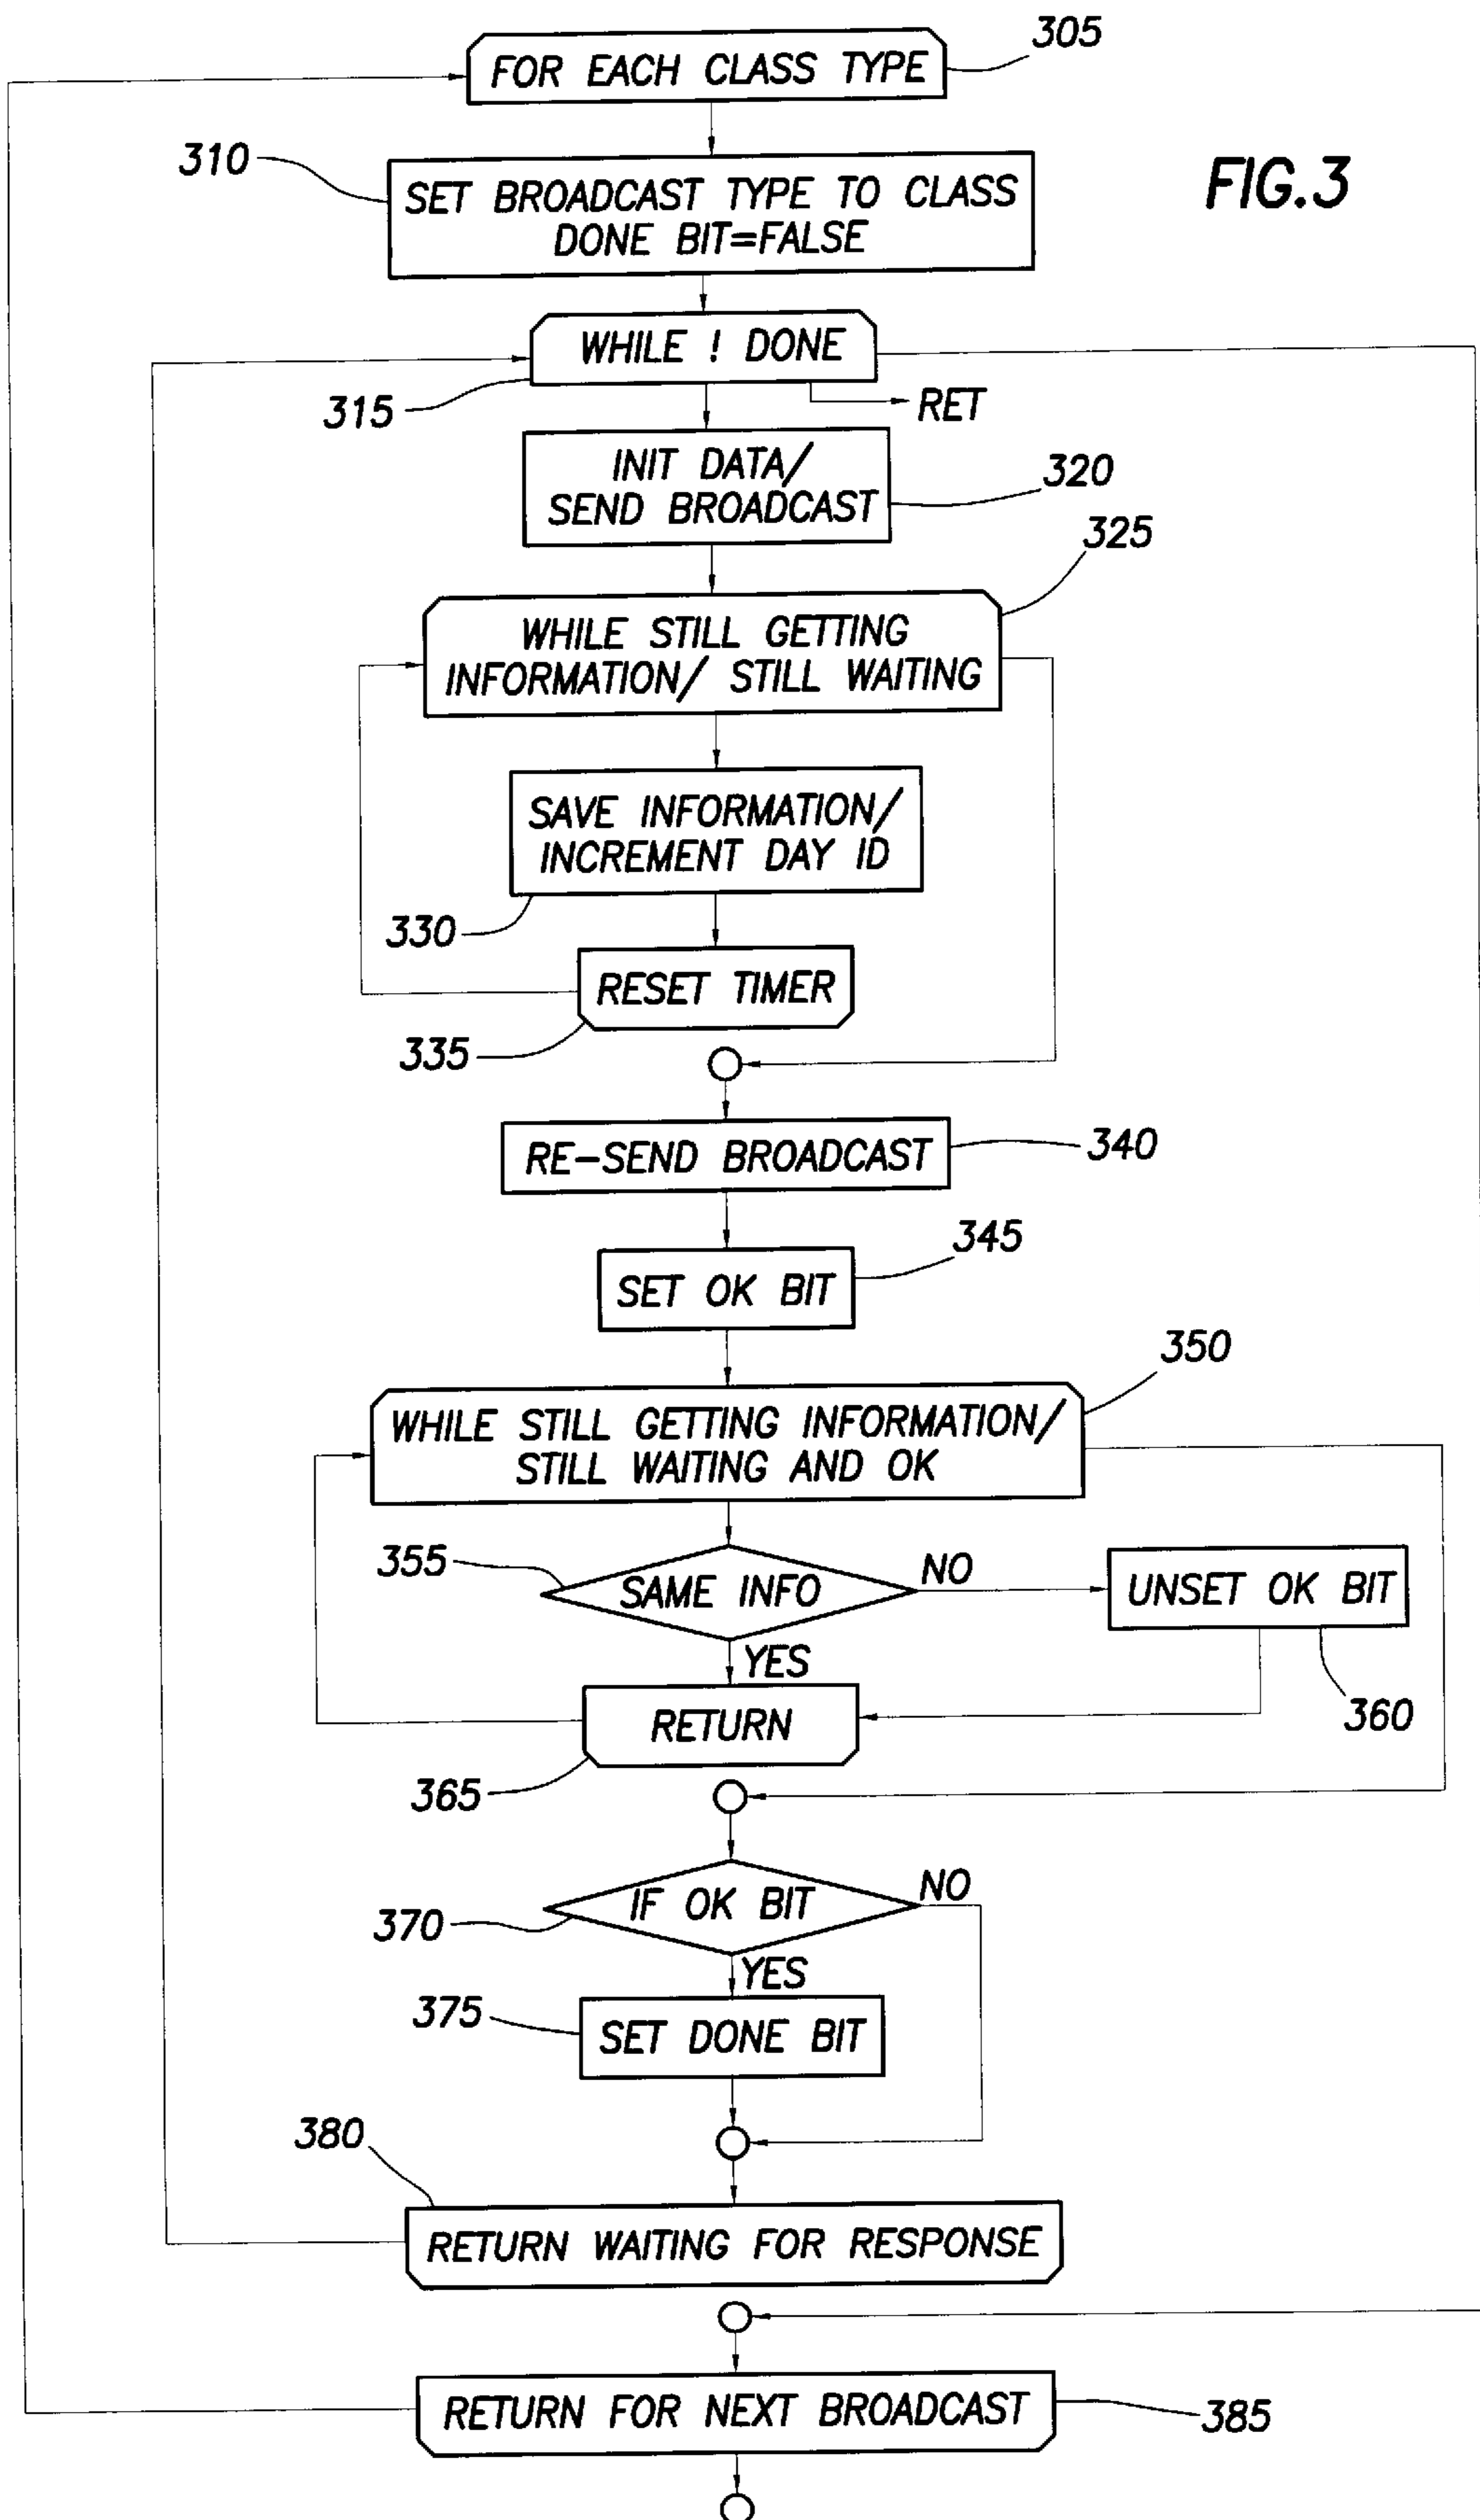 305
FOR EACH CLASS TYPE
310
FIG.3
SET BROADCAST TYPE TO CLASS
DONE BIT=FALSE
WHILE ! DONE
315
RET
INIT DATA/
SEND BROADCAST
320
325
WHILE STILL GETTING
INFORMATION/ STILL WAITING
SAVE INFORMATION/
INCREMENT DAY ID
330
RESET TIMER
335
RE-SEND BROADCAST
340
345
SET OK BIT
350
WHILE STILL GETTING INFORMATION/
STILL WAITING AND OK
355
SAME INFO
NO
UNSET OK BIT
YES
RETURN
360
365
IF OK BIT
NO
370
YES
375
SET DONE BIT
380
RETURN WAITING FOR RESPONSE
RETURN FOR NEXT BROADCAST
385